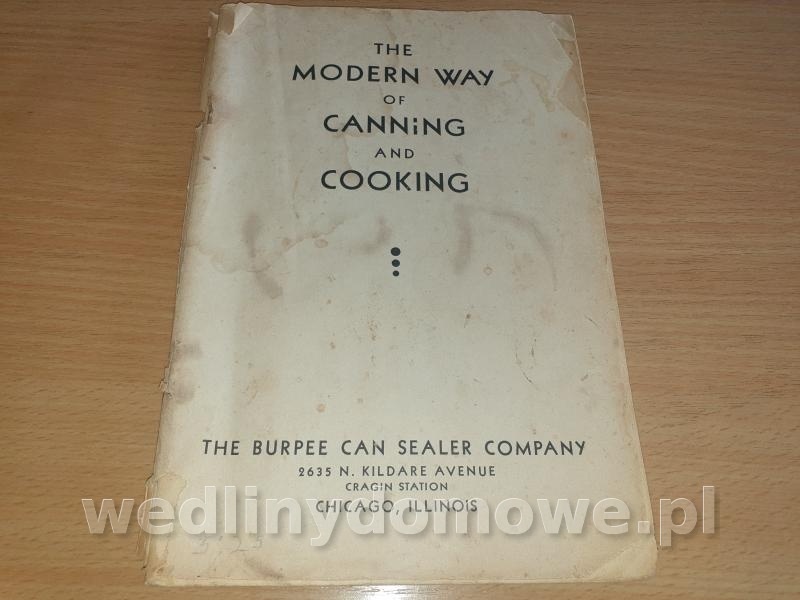 THE
MODERN WAY
OF
CANNiNG
AND
COOKING
THE BURPEE CAN SEALER COMPANY
2635 N. KILDARE AVENUE
CRAGIN STATION
CHICAGO, ILLINOIS
wedlinydomowe.pl